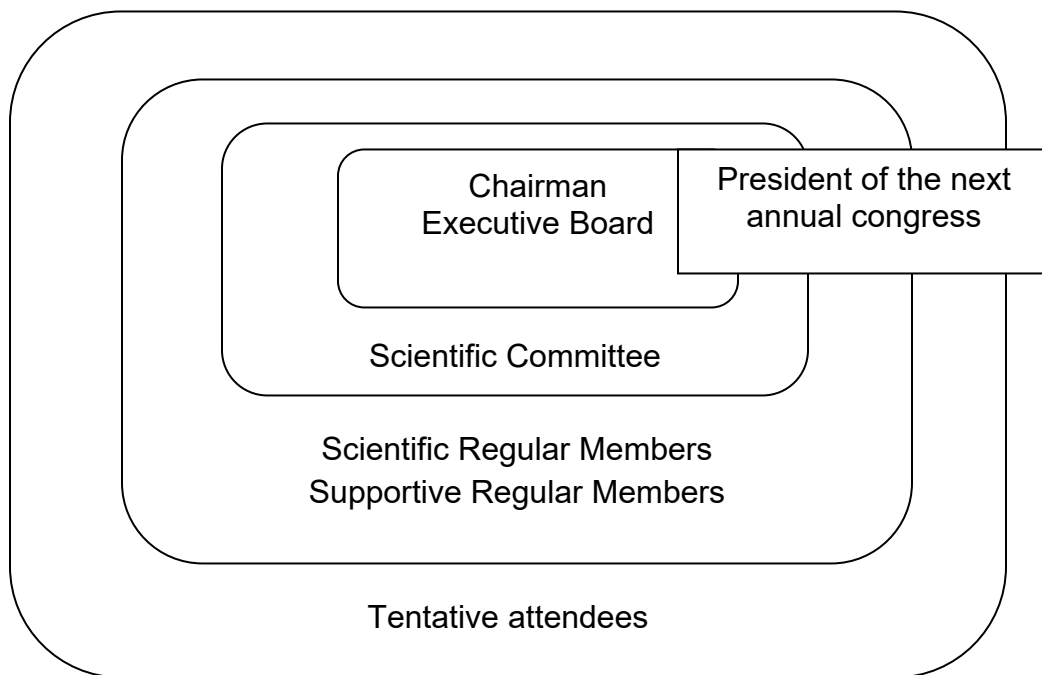 Chairman
Executive Board
President of the next
annual congress
Scientific Committee
Scientific Regular Members
Supportive Regular Members
Tentative attendees